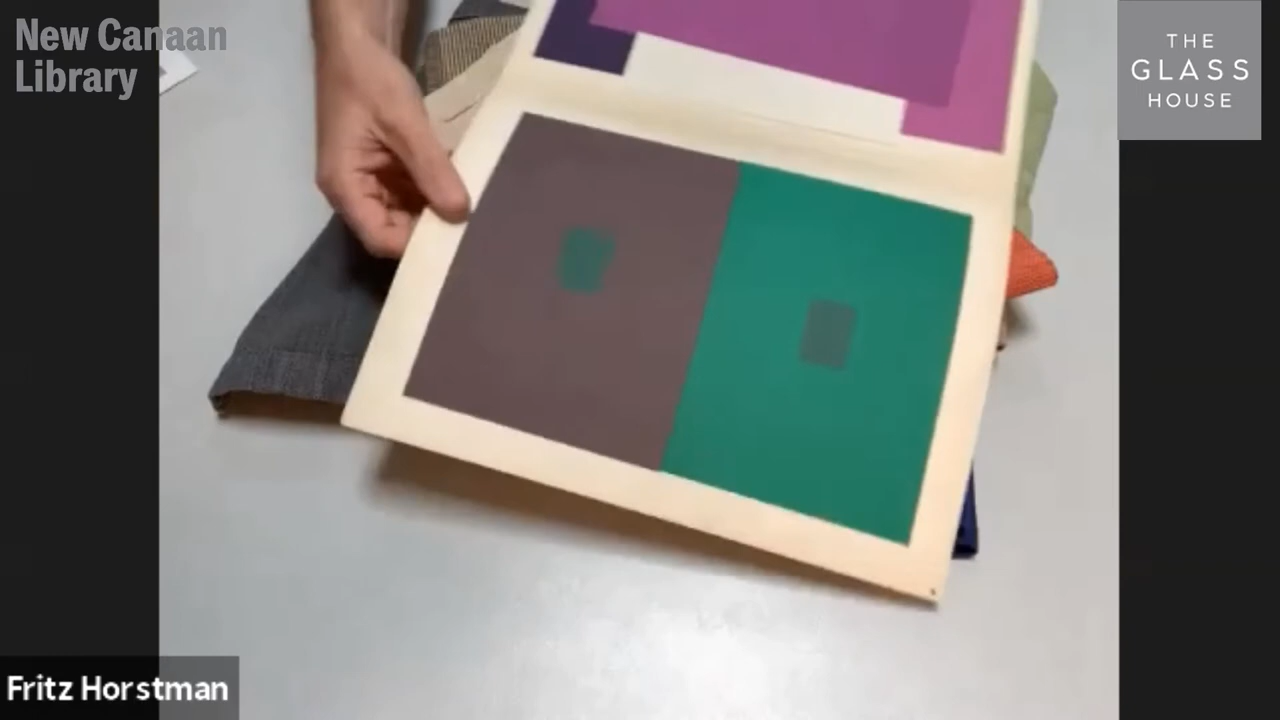 New Canaan
Library
THE
GLASS
HOUSE
Fritz Horstman